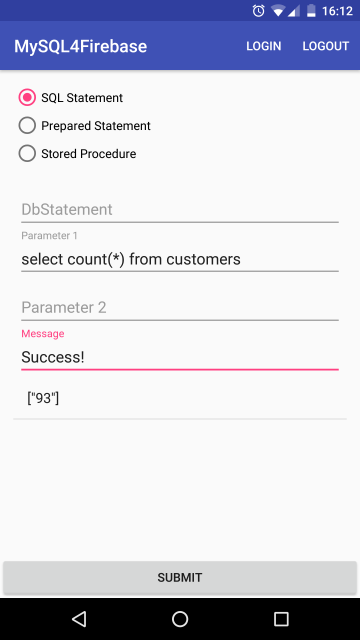 16:12
MySQL4Firebase LOGIN LOGOUT
SQL Statement
Prepared Statement
Stored Procedure
DbStatement
Parameter 1
select count(*) from customers
Parameter 2
Message
Success!
["93"]
SUBMIT